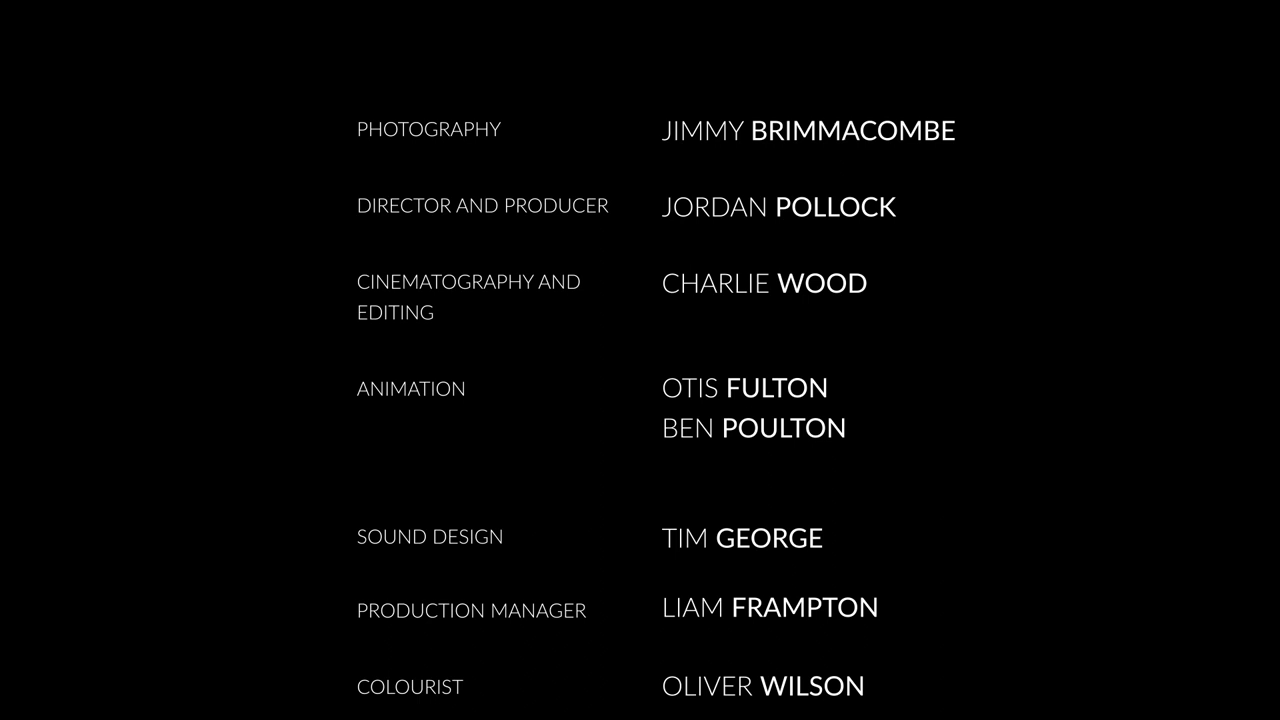 PHOTOGRAPHY JIMMY BRIMMACOMBE
DIRECTOR AND PRODUCER JORDAN POLLOCK
CINEMATOGRAPHY AND CHARLIE WOOD
EDITING
ANIMATION OTIS FULTON
BEN POULTON
SOUND DESIGN TIM GEORGE
PRODUCTION MANAGER LIAM FRAMPTON
COLOURIST OLIVER WILSON